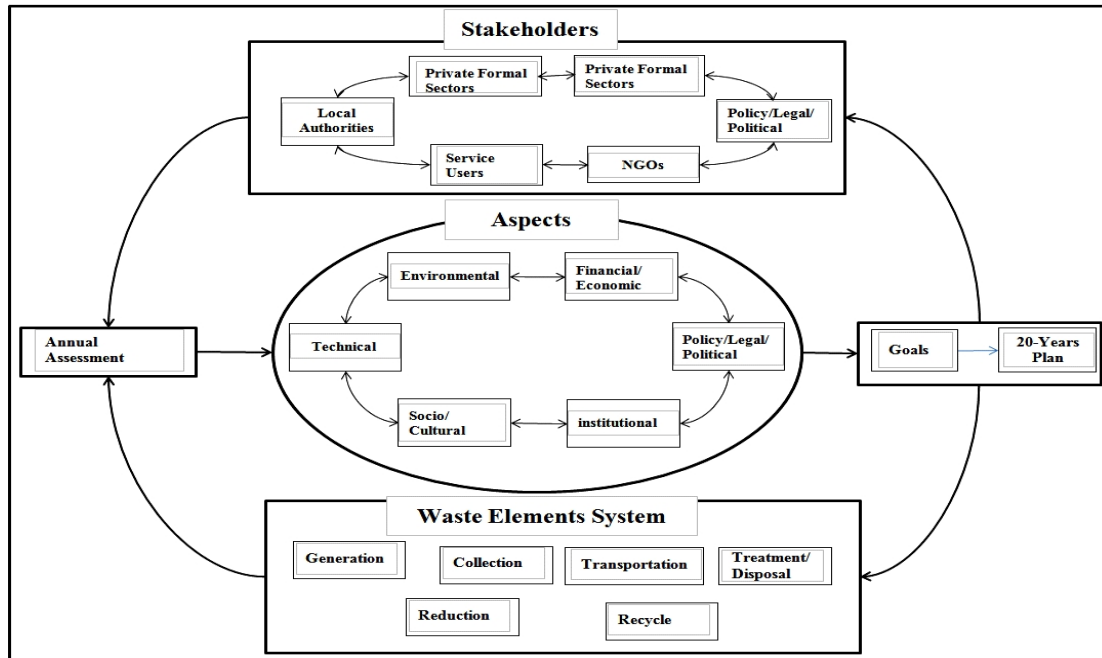 Stakeholders
Private Formal
Sectors
Private Formal
Sectors
Local
Authorities
Policy/Legal/
Political
Service
Users
NGOs
Aspects
Environmental
Financial/
Economic
Technical
Policy/Legal/
Political
Socio/
Cultural
institutional
Annual
Assessment
Goals
20-Years
Plan
Waste Elements System
Generation
Collection
Transportation
Treatment/
Disposal
Reduction
Recycle